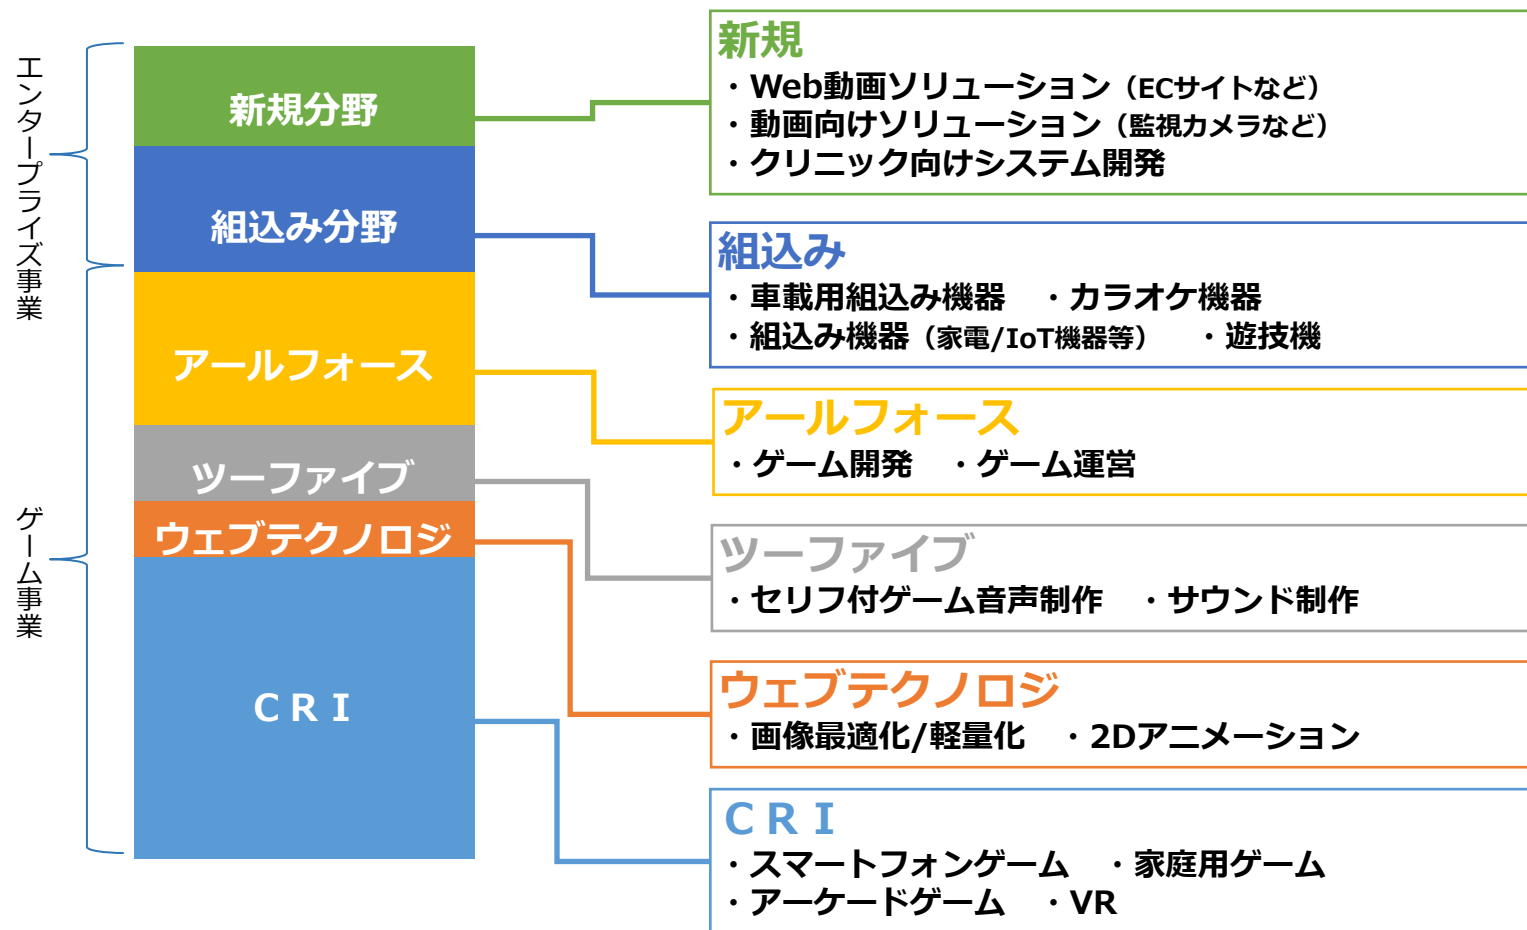 エンタープライズ事業
ゲーム事業
新規分野
組込み分野
アールフォース
ツーファイブ
ウェブテクノロジ
ＣＲＩ
新規
・Web動画ソリューション（ECサイトなど）
・動画向けソリューション（監視カメラなど）
・クリニック向けシステム開発
組込み
・車載用組込み機器　・カラオケ機器
・組込み機器（家電/IoT機器等）　・遊技機
アールフォース
・ゲーム開発　・ゲーム運営
ツーファイブ
・セリフ付ゲーム音声制作　・サウンド制作
ウェブテクノロジ
・画像最適化/軽量化　・2Dアニメーション
ＣＲＩ
・スマートフォンゲーム　・家庭用ゲーム
・アーケードゲーム　・VR